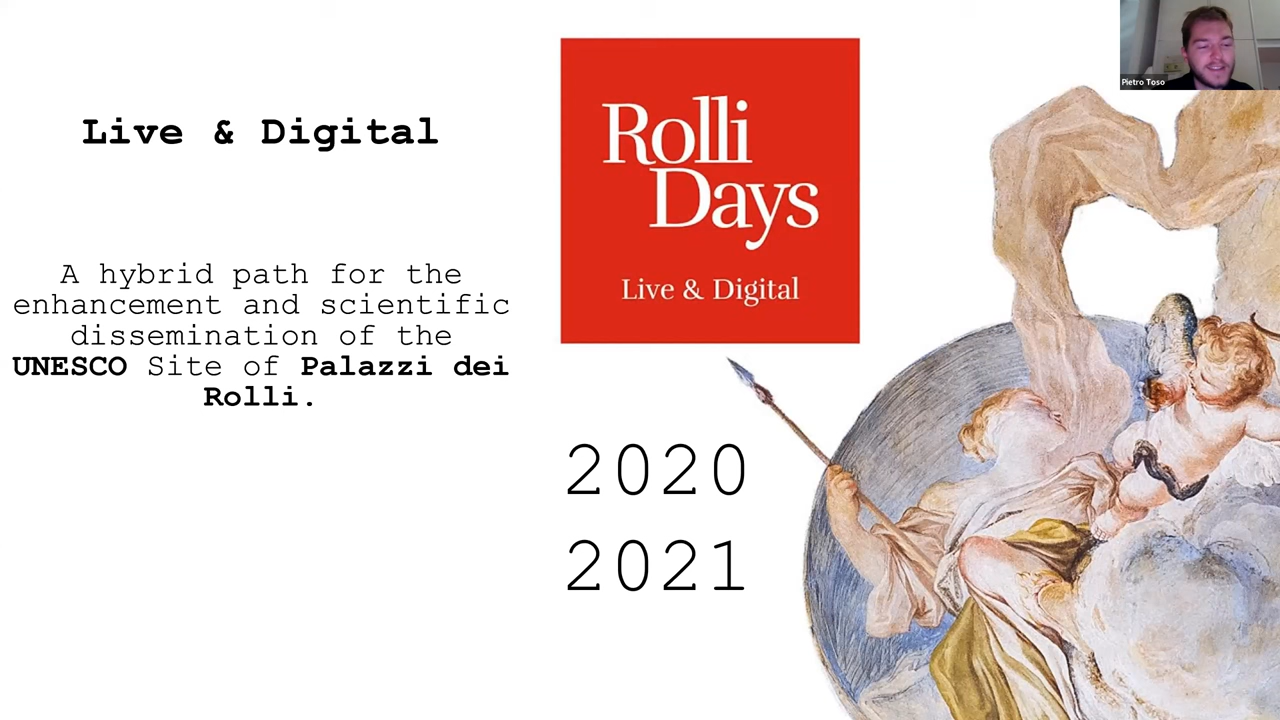 Live & Digital
A hybrid path for the
enhancement and scientific
dissemination of the
UNESCO Site of Palazzi dei
Rolli.
Rolli
Days
Live & Digital
2020
2021
Pietro Toso